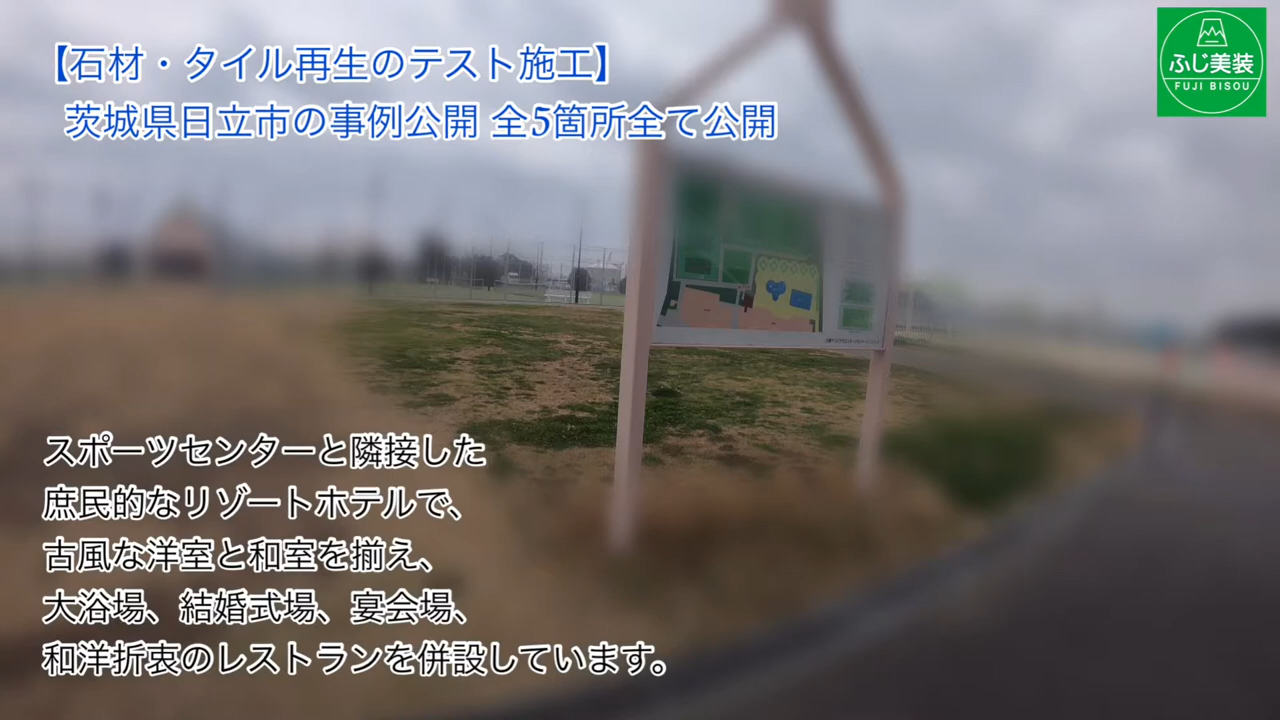 【石材・タイル再生のテスト施工】
茨城県日立市の事例公開 全5箇所全て公開
ふじ美装
FUJI BISOU
スポーツセンターと隣接した
庶民的なリゾートホテルで、
古風な洋室と和室を揃え、
大浴場、結婚式場、宴会場、
和洋折衷のレストランを併設しています。